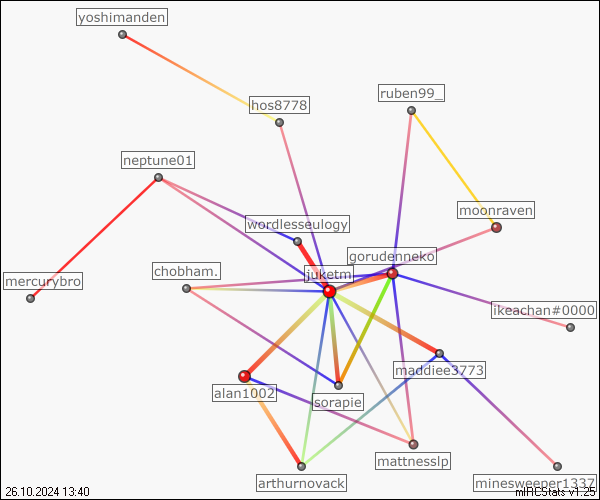 yoshimanden
ruben99_
hos8778
neptune01
moonraven
wordlesseulogy
gorudenneko
chobham.
juketm
mercurybro
ikeachan#0000
maddiee3773
alan1002
sorapie
mattnesslp
arthurnovack
minesweeper1337
26.10.2024 13:40
mIRCStats v1.25